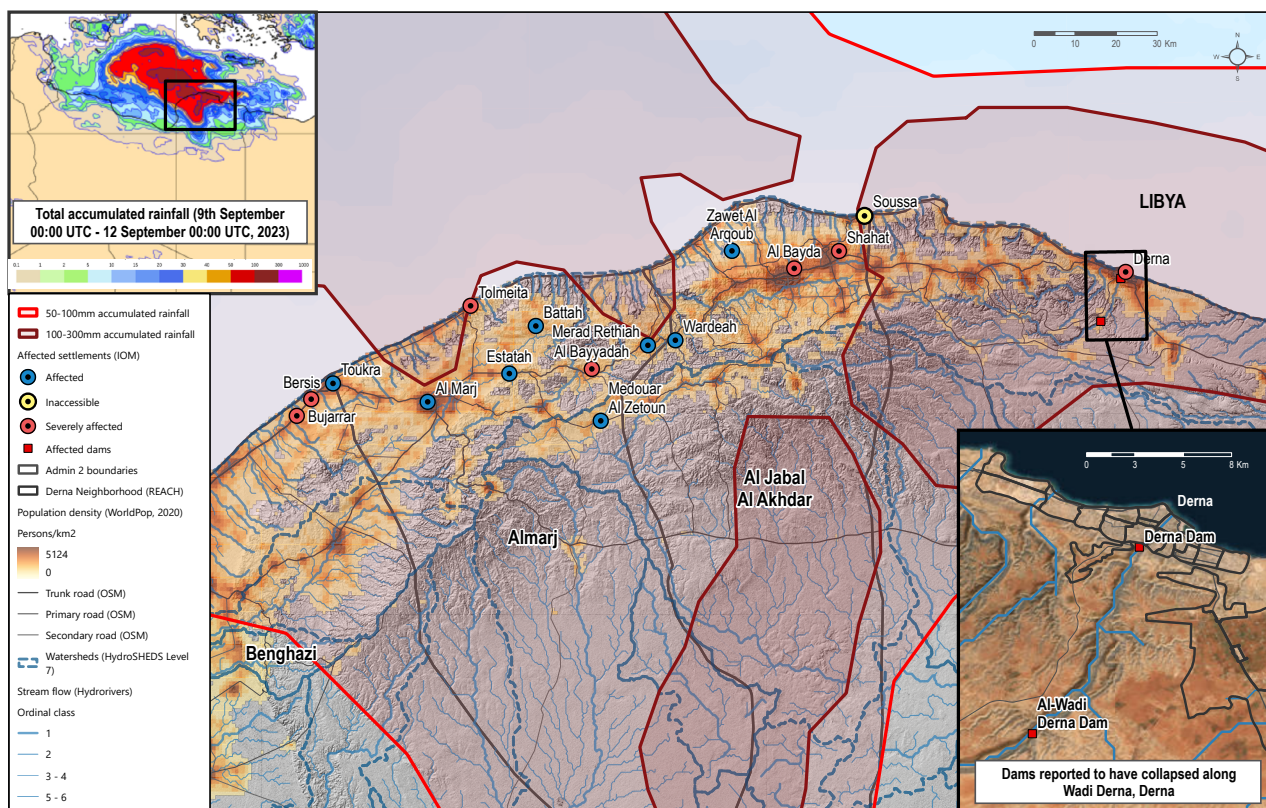 Total accumulated rainfall (9th September
00:00 UTC - 12 September 00:00 UTC, 2023)
0.1 1 2 5 10 20 30 40 50 100 300 1000
50-100mm accumulated rainfall
100-300mm accumulated rainfall
Affected settlements (IOM)
Affected
Inaccessible
Severely affected
Affected dams
Admin 2 boundaries
Derna Neighborhood (REACH)
Population density (WorldPop, 2020)
Persons/km2
5124
0
Trunk road (OSM)
Primary road (OSM)
Secondary road (OSM)
Watersheds (HydroSHEDS Level
7)
Stream flow (Hydrorivers)
Ordinal class
1
2
3 - 4
5 - 6
0 10 20 30 Km
N
W E
S
LIBYA
Soussa
Zawet Al
Arqoub
Shahat
Al Bayda
Derna
Tolmeita
Battah
Merad Rethiah
Wardeah
Estatah
Al Bayyadah
Toukra
Bersis
Al Marj
Bujarrar
Medouar
Al Zetoun
Al Jabal
Al Akhdar
Almarj
Benghazi
0 3 5 8 Km
Derna
Derna Dam
Al-Wadi
Derna Dam
Dams reported to have collapsed along
Wadi Derna, Derna